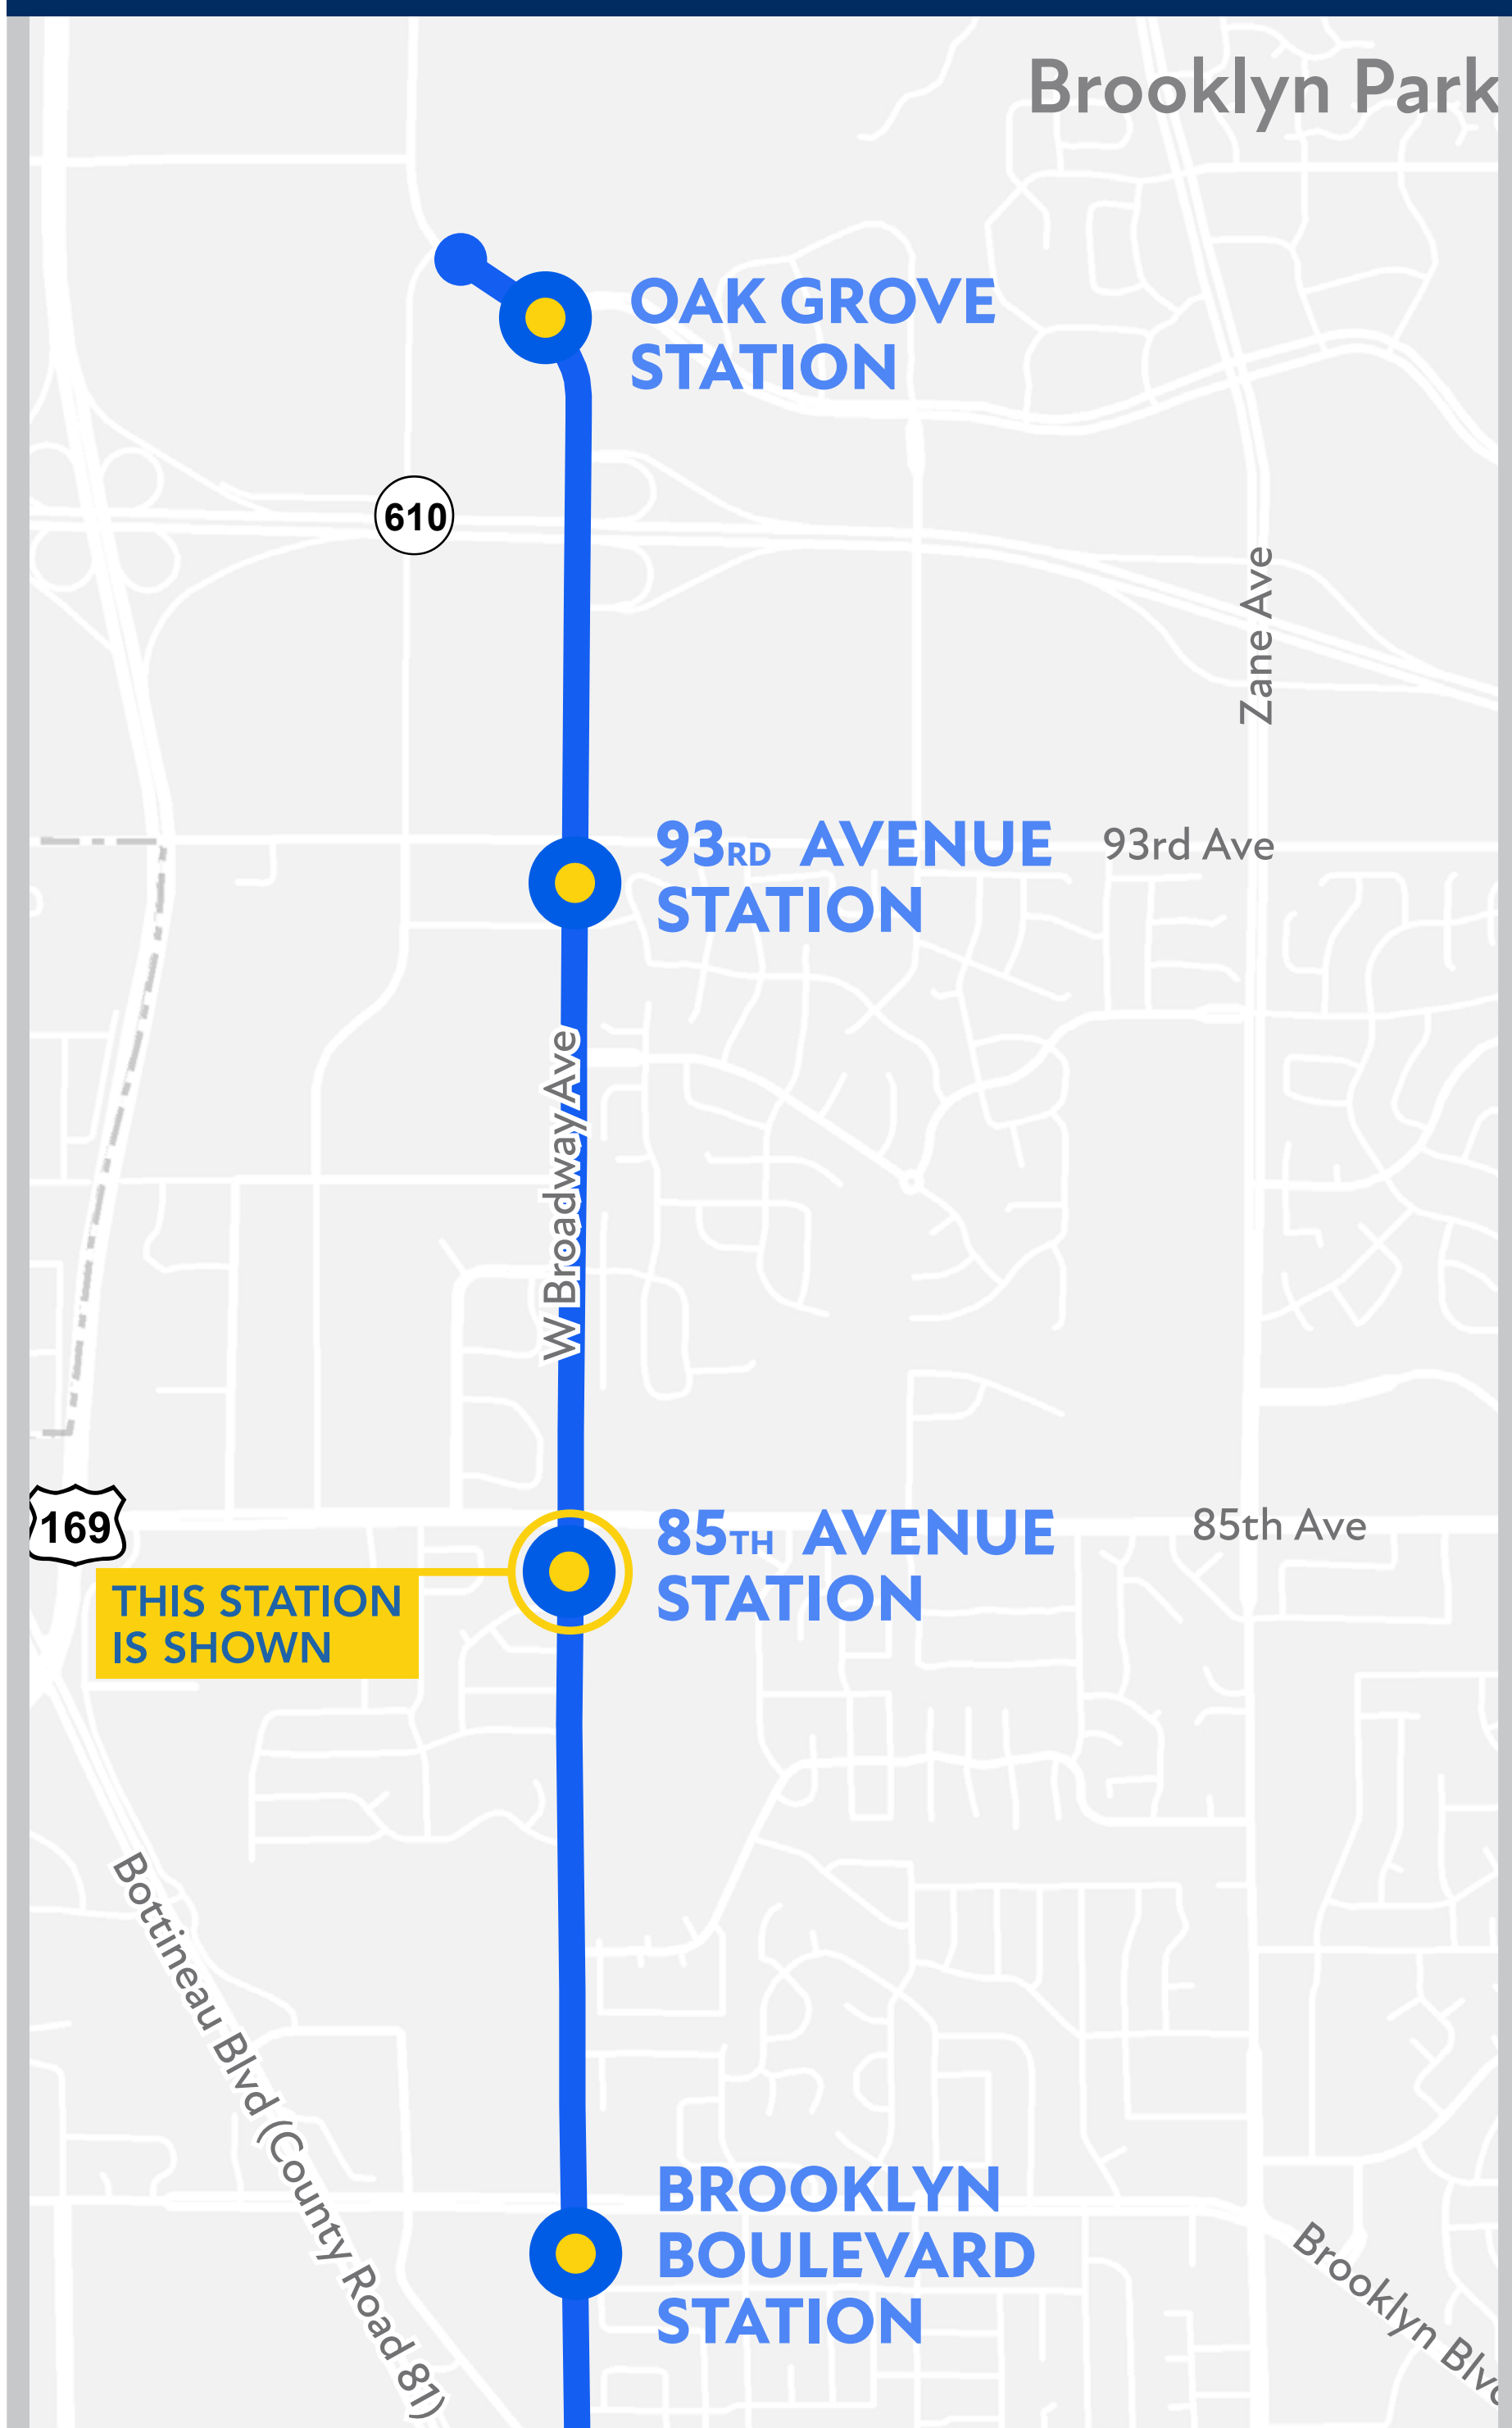 Brooklyn Park
OAK GROVE
STATION
610
Zane Ave
93RD AVENUE
STATION
93rd Ave
W Broadway Ave
169
85TH AVENUE
STATION
85th Ave
THIS STATION
IS SHOWN
Bottineau Blvd (County Road 81)
BROOKLYN
BOULEVARD
STATION
Brooklyn Blvd